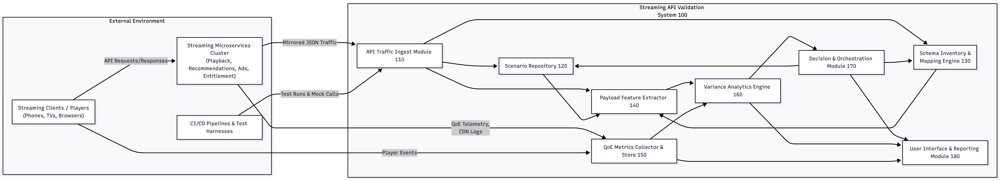 External Environment
Streaming Clients / Players
(Phones, TVs, Browsers)
API Requests/Responses
Streaming Microservices
Cluster
(Playback,
Recommendations, Ads,
Entitlement)
CI/CD Pipelines & Test
Harnesses
Mirrored JSON Traffic
Test Runs & Mock Calls
QoE Telemetry,
CDN Logs
Player Events
Streaming API Validation
System 100
API Traffic Ingest Module
110
Scenario Repository 120
Payload Feature Extractor
140
QoE Metrics Collector &
Store 150
Variance Analytics Engine
160
Decision & Orchestration
Module 170
Schema Inventory &
Mapping Engine 130
User Interface & Reporting
Module 180